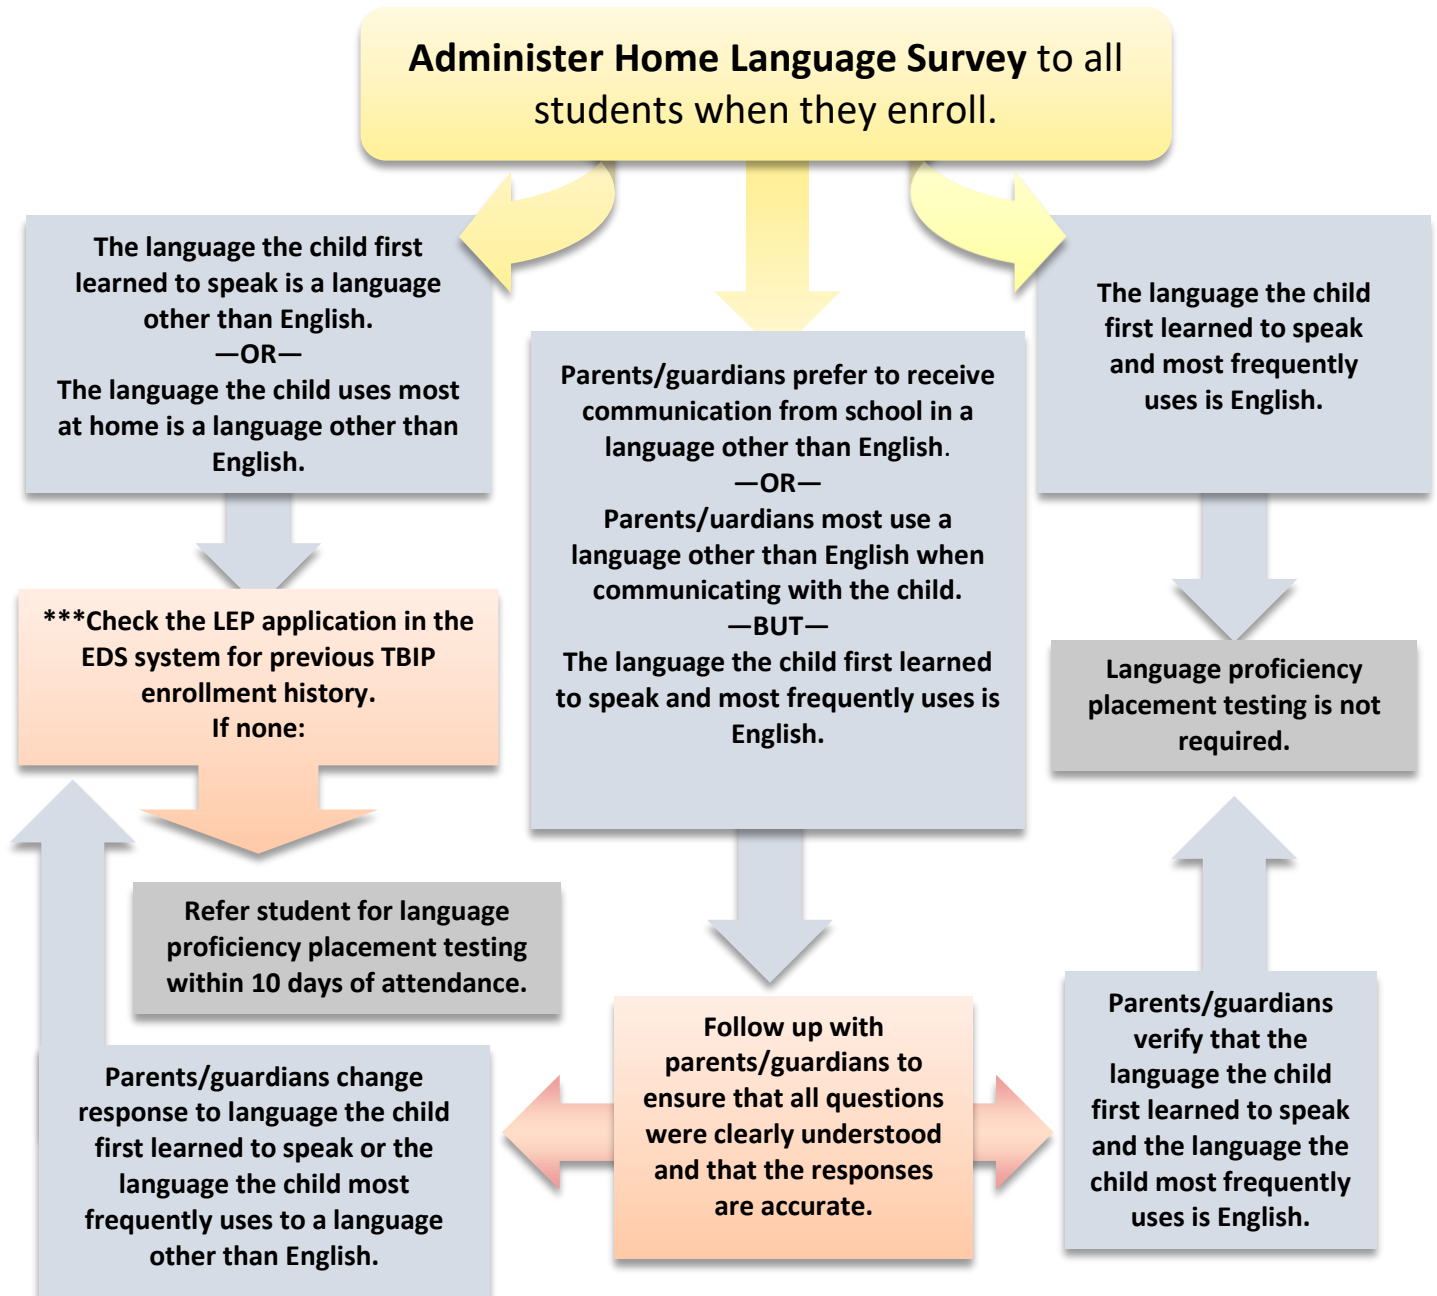 Administer Home Language Survey to all
students when they enroll.
The language the child first
learned to speak is a language
other than English.
—OR—
The language the child uses most
at home is a language other than
English.
Parents/guardians prefer to receive
communication from school in a
language other than English.
—OR—
Parents/uardians most use a
language other than English when
communicating with the child.
—BUT—
The language the child first learned
to speak and most frequently uses is
English.
The language the child
first learned to speak
and most frequently
uses is English.
***Check the LEP application in the
EDS system for previous TBIP
enrollment history.
If none:
Language proficiency
placement testing is not
required.
Refer student for language
proficiency placement testing
within 10 days of attendance.
Parents/guardians change
response to language the child
first learned to speak or the
language the child most
frequently uses to a language
other than English.
Follow up with
parents/guardians to
ensure that all questions
were clearly understood
and that the responses
are accurate.
Parents/guardians
verify that the
language the child
first learned to speak
and the language the
child most frequently
uses is English.